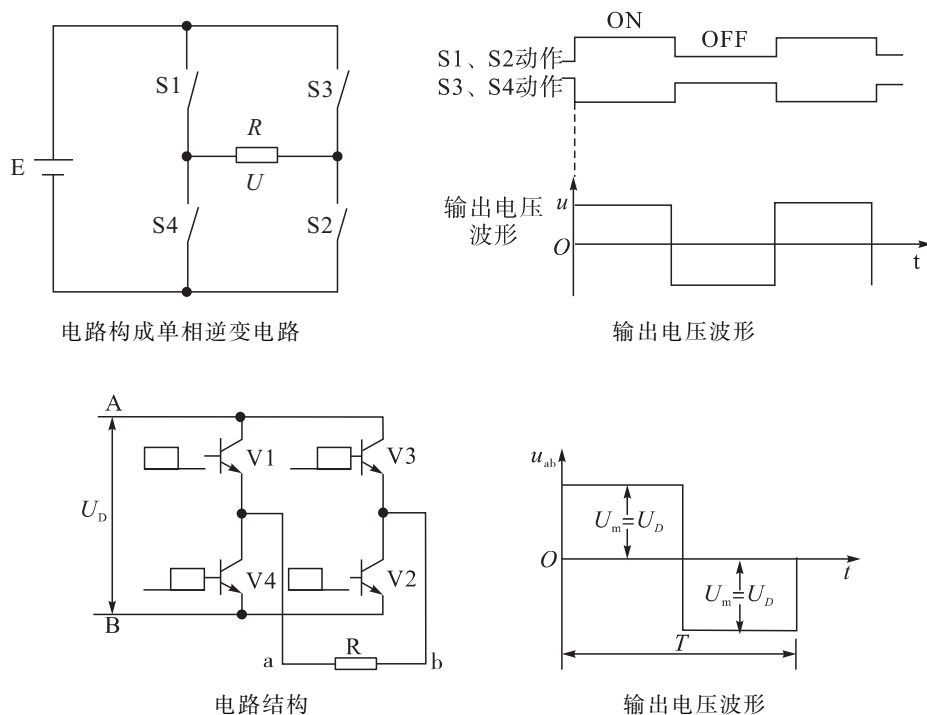 S1
S3
R
E
U
S4
S2
电路构成单相逆变电路
ON
OFF
S1、S2动作
S3、S4动作
输出电压
波形
u
O
t
输出电压波形
A
V1
V3
U_D
V4
V2
B
R
a
b
电路结构
u_ab
U_m=U_D
O
t
U_m=U_D
T
输出电压波形